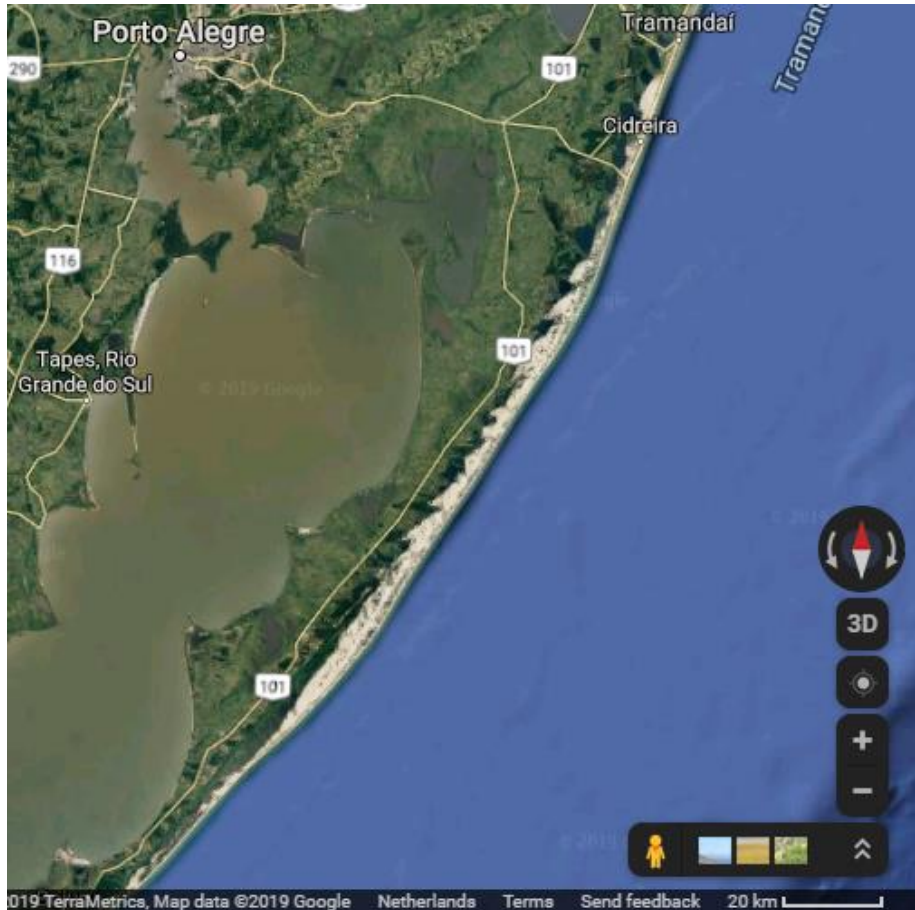 Porto Alegre
Tramandaí
290
101
Cidreira
116
101
Tapes, Rio
Grande do Sul
© 2019 Google
3D
101
2019 TerraMetrics, Map data ©2019 Google Netherlands Terms Send feedback 20 km